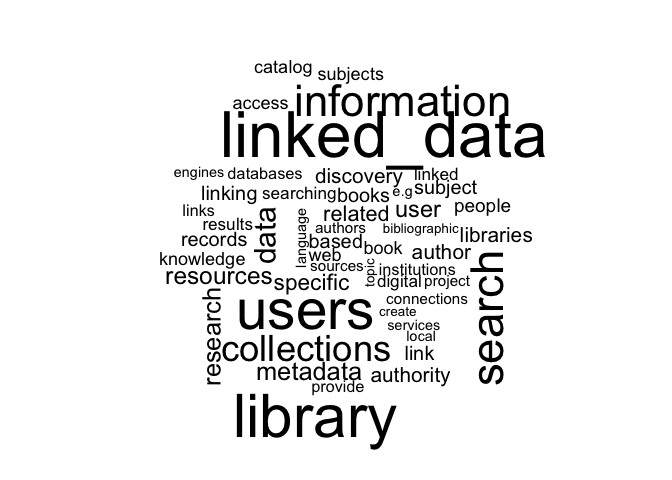 catalog subjects
access information
linked_data
engines databases discovery linked
linking searching books e.g subject
links related user people
results data language authors bibliographic libraries
records based book author
knowledge web
resources specific sources topic institutions
digital project
search
users connections
create
research services
local
collections link
metadata authority
provide
library